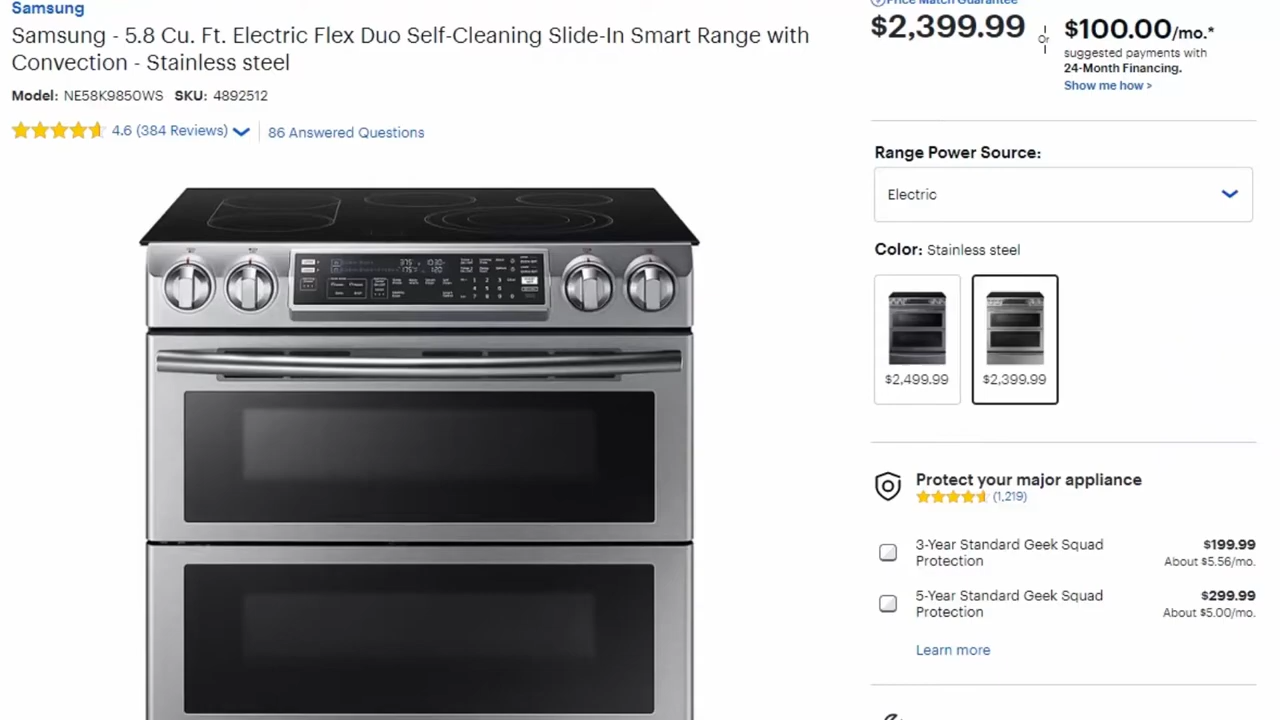 Samsung
Samsung - 5.8 Cu. Ft. Electric Flex Duo Self-Cleaning Slide-In Smart Range with
Convection - Stainless steel
Model: NE58K9850WS SKU: 4892512
4.6 (384 Reviews)
86 Answered Questions
Price Match Guarantee
$2,399.99
Or
$100.00/mo.*
suggested payments with
24-Month Financing.
Show me how >
Range Power Source:
Electric
Color: Stainless steel
$2,499.99
$2,399.99
Protect your major appliance
(1,219)
3-Year Standard Geek Squad
Protection
$199.99
About $5.56/mo.
5-Year Standard Geek Squad
Protection
$299.99
About $5.00/mo.
Learn more